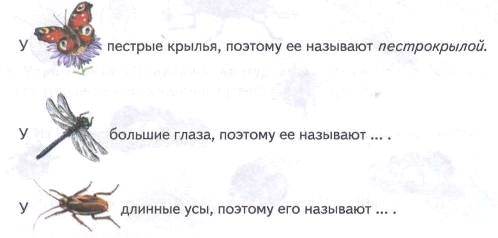 У пестрые крылья, поэтому ее называют пестрокрылой.
У большие глаза, поэтому ее называют ... .
У длинные усы, поэтому его называют ... .